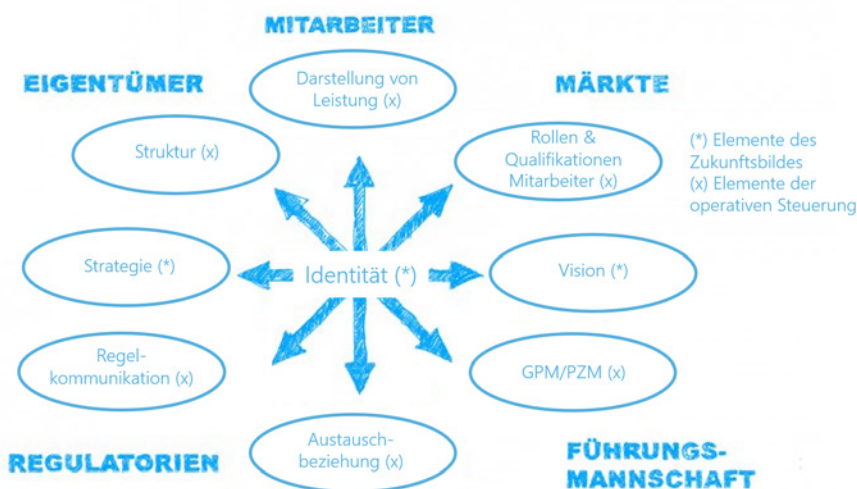 MITARBEITER
EIGENTÜMER
Darstellung von
Leistung (x)
MÄRKTE
Struktur (x)
Rollen &
Qualifikationen
Mitarbeiter (x)
(*) Elemente des
Zukunftsbildes
(x) Elemente der
operativen Steuerung
Strategie (*)
Identität (*)
Vision (*)
Regel-
kommunikation (x)
GPM/PZM (x)
Austausch-
beziehung (x)
REGULATORIEN
FÜHRUNGS-
MANNSCHAFT